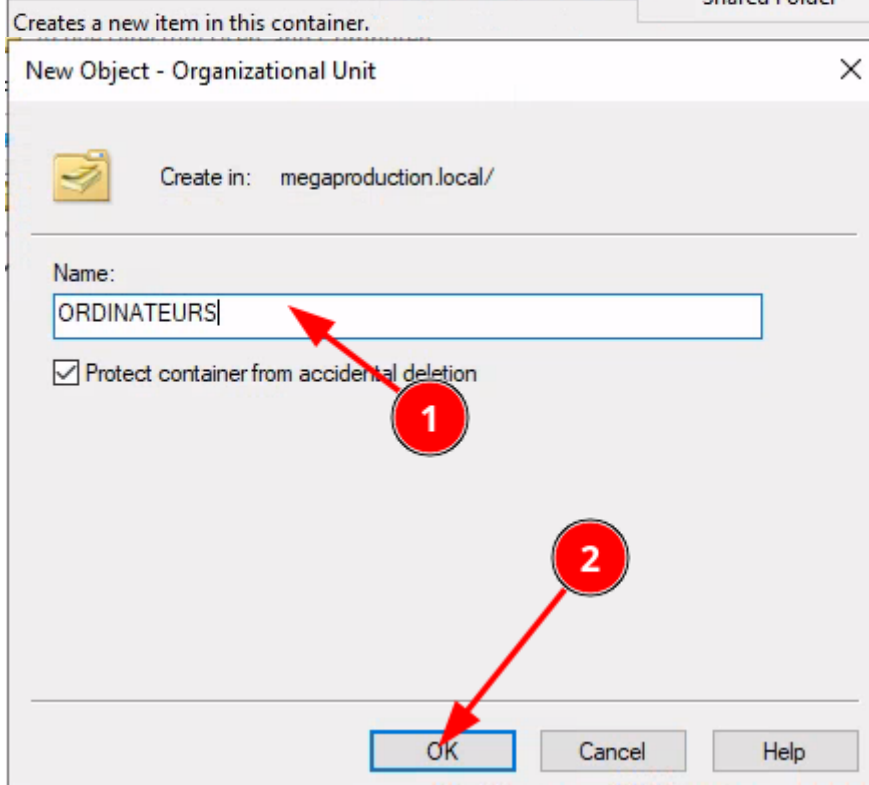 Creates a new item in this container.
New Object - Organizational Unit
Create in: megaproduction.local/
Name:
ORDINATEURS
Protect container from accidental deletion
1
2
OK Cancel Help